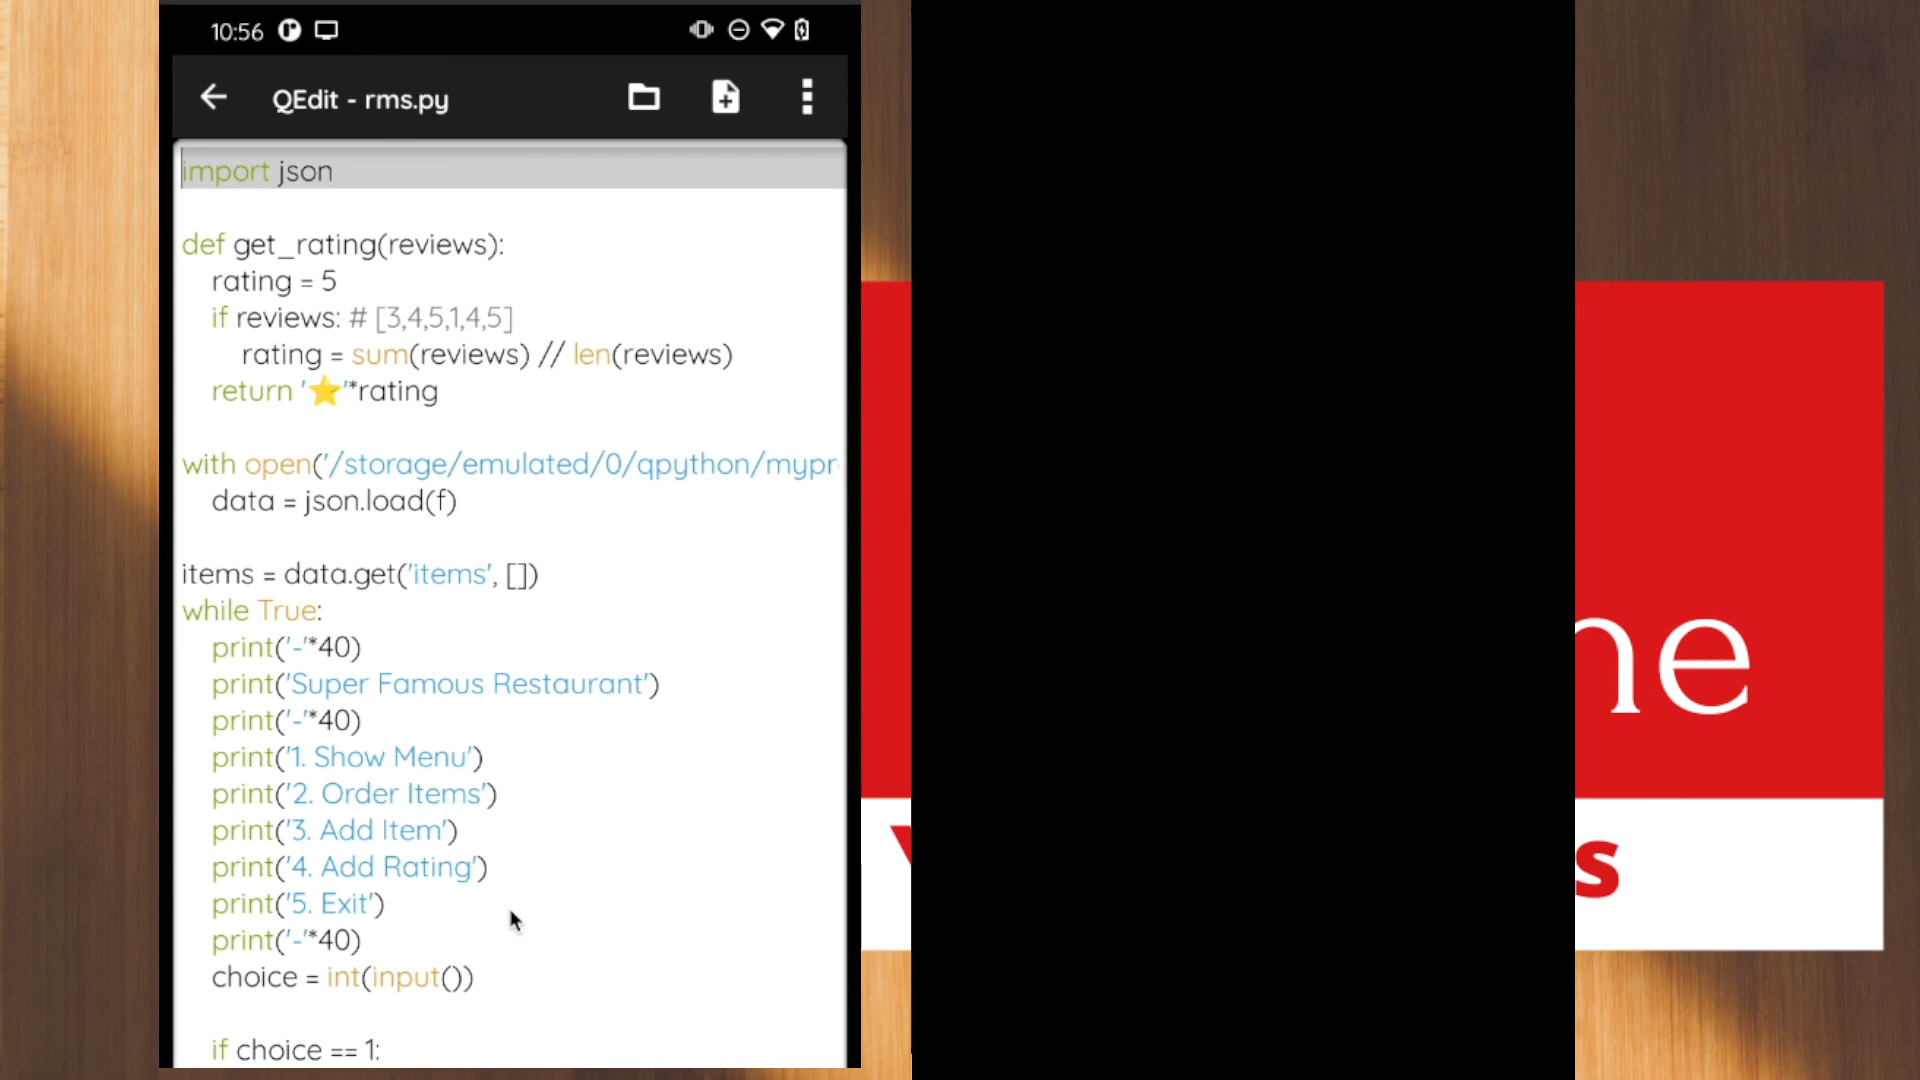 10:56
QEdit - rms.py
import json
def get_rating(reviews):
rating = 5
if reviews: # [3,4,5,1,4,5]
rating = sum(reviews) // len(reviews)
return '⭐'*rating
with open('/storage/emulated/0/qpython/mypr
data = json.load(f)
items = data.get('items', [])
while True:
print('-'*40)
print('Super Famous Restaurant')
print('-'*40)
print('1. Show Menu')
print('2. Order Items')
print('3. Add Item')
print('4. Add Rating')
print('5. Exit')
print('-'*40)
choice = int(input())
if choice == 1: